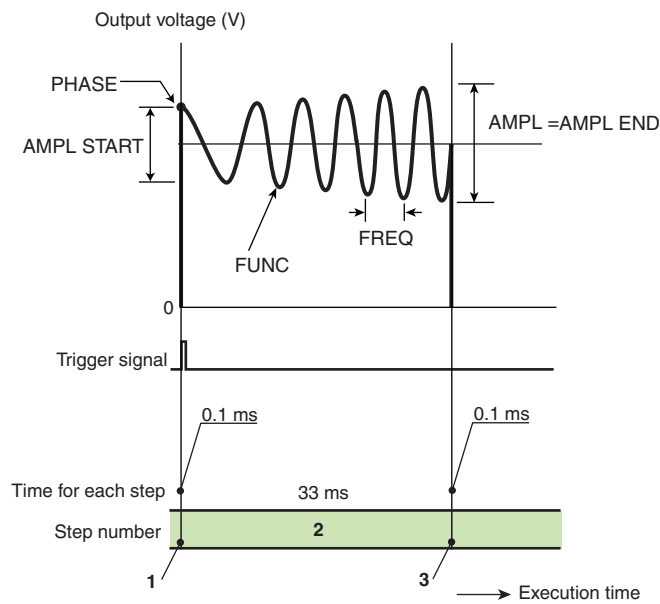 Output voltage (V)
PHASE
AMPL START
AMPL =AMPL END
FREQ
FUNC
0
Trigger signal
0.1 ms
0.1 ms
Time for each step
33 ms
Step number
2
1
3
Execution time